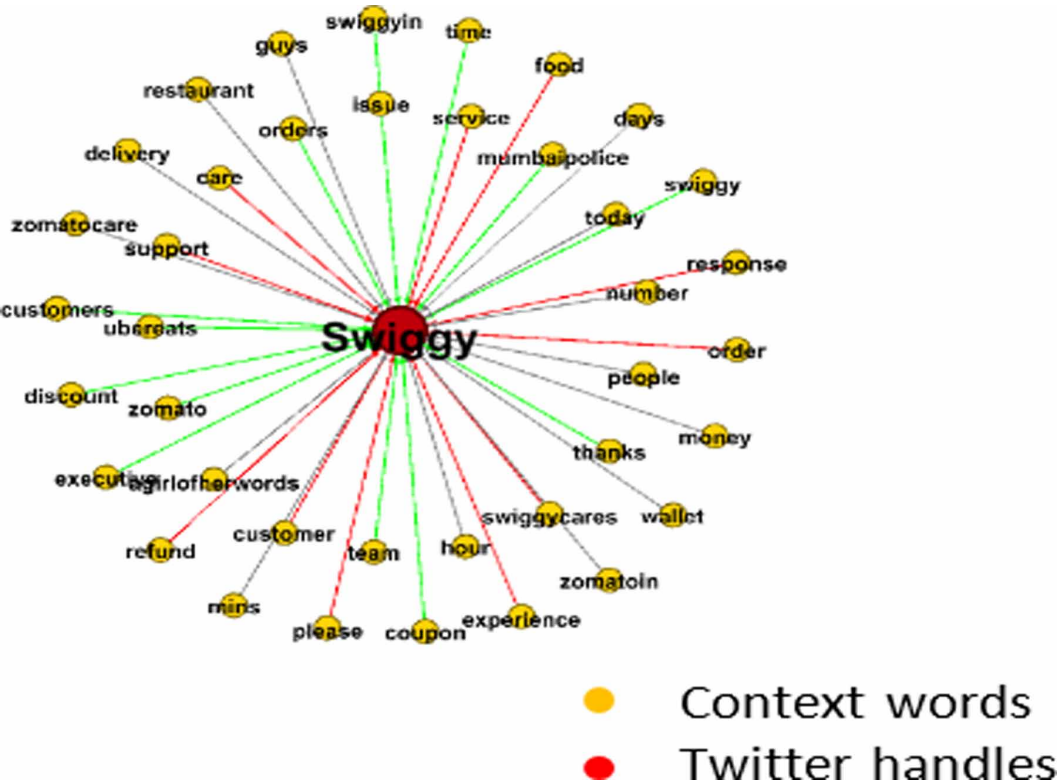 swiggyin
time
guys
food
restaurant
issue
service
days
orders
mumbaipolice
delivery
care
swiggy
today
zomatocare
support
response
number
customers
ubereats
Swiggy
order
people
discount
zomato
money
thanks
executive
agirlofherwords
swiggycares
wallet
customer
refund
team
hour
zomatoin
mins
please
coupon
experience
Context words
Twitter handles